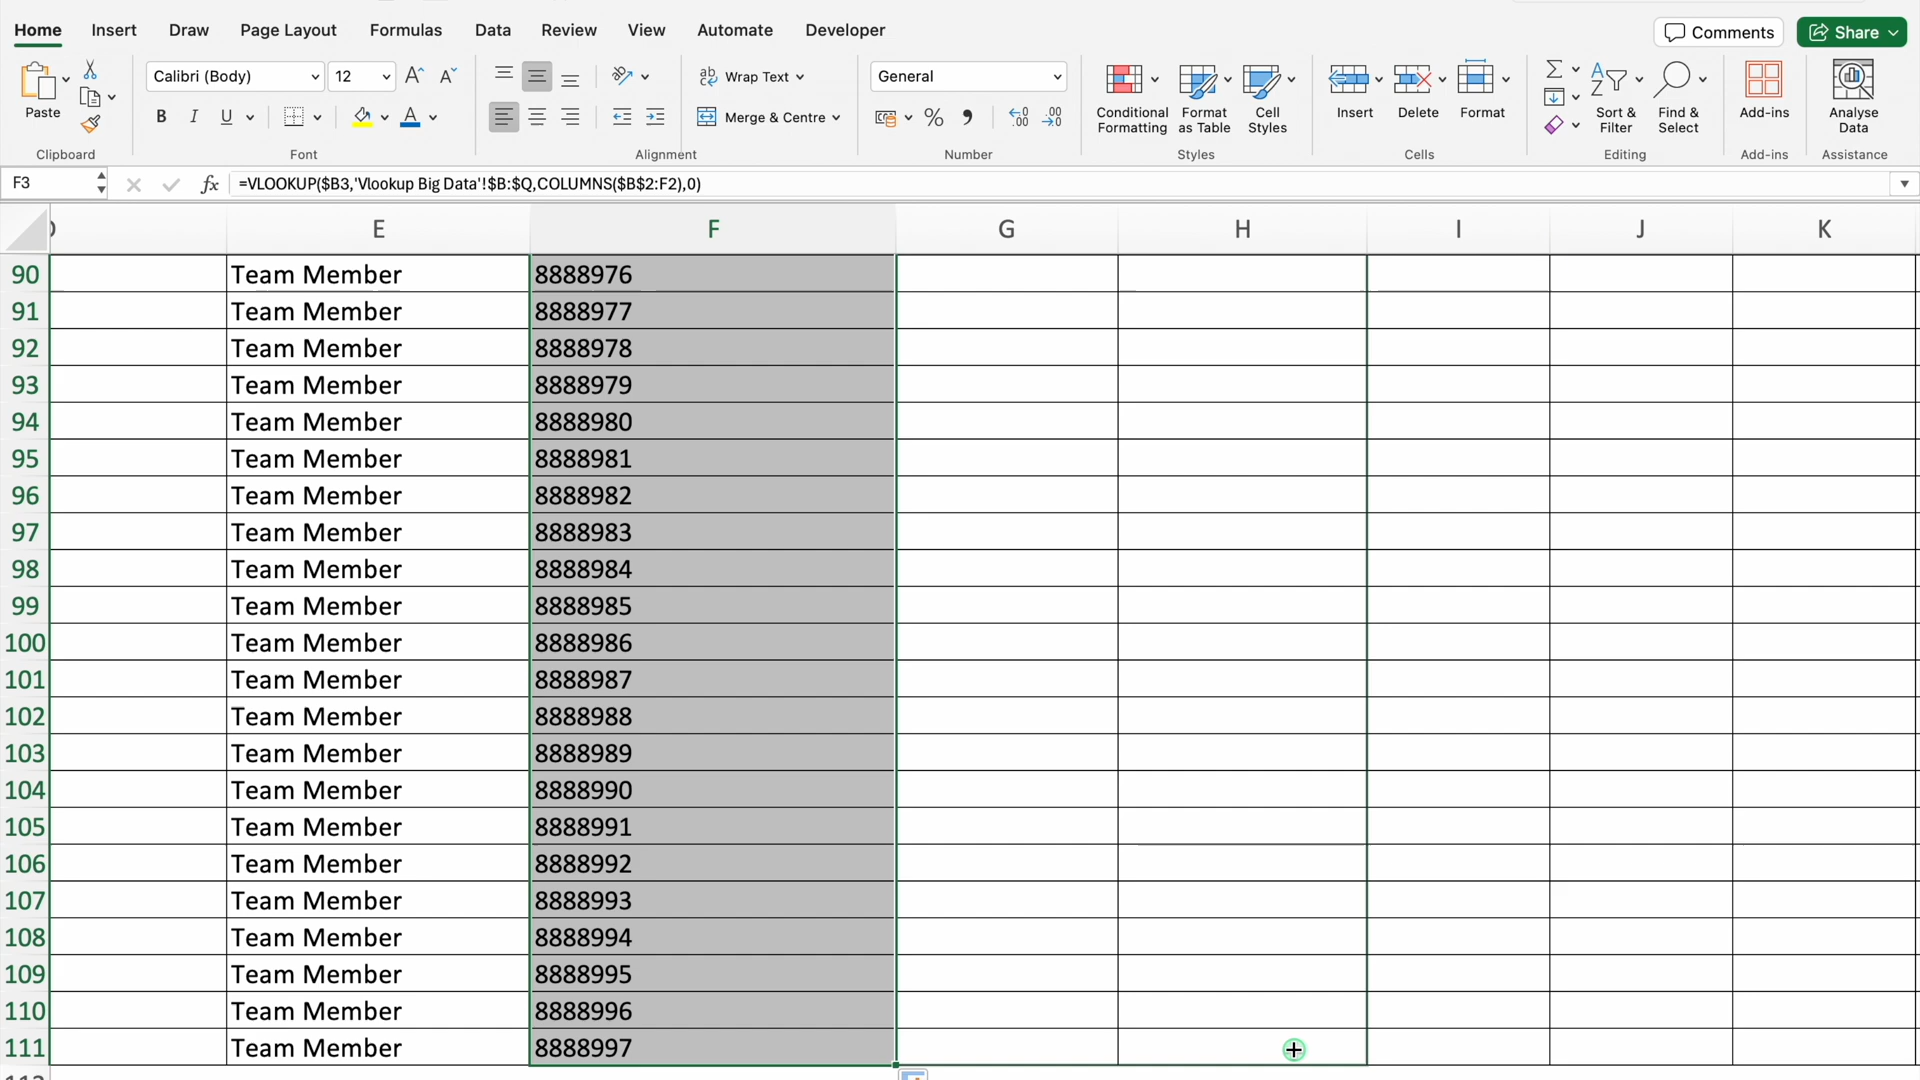 Home Insert Draw Page Layout Formulas Data Review View Automate Developer Comments Share
Paste
Clipboard
Calibri (Body) 12
B I U A
Font
Wrap Text
Merge & Centre
Alignment
General
% ,
Number
Conditional Formatting
Format as Table
Cell Styles
Styles
Insert Delete Format
Cells
Sort & Filter
Find & Select
Editing
Add-ins
Add-ins
Analyse Data
Assistance
F3 fx =VLOOKUP($B3,'Vlookup Big Data'!$B:$Q,COLUMNS($B$2:F2),0)
E F G H I J K
90 Team Member 8888976
91 Team Member 8888977
92 Team Member 8888978
93 Team Member 8888979
94 Team Member 8888980
95 Team Member 8888981
96 Team Member 8888982
97 Team Member 8888983
98 Team Member 8888984
99 Team Member 8888985
100 Team Member 8888986
101 Team Member 8888987
102 Team Member 8888988
103 Team Member 8888989
104 Team Member 8888990
105 Team Member 8888991
106 Team Member 8888992
107 Team Member 8888993
108 Team Member 8888994
109 Team Member 8888995
110 Team Member 8888996
111 Team Member 8888997